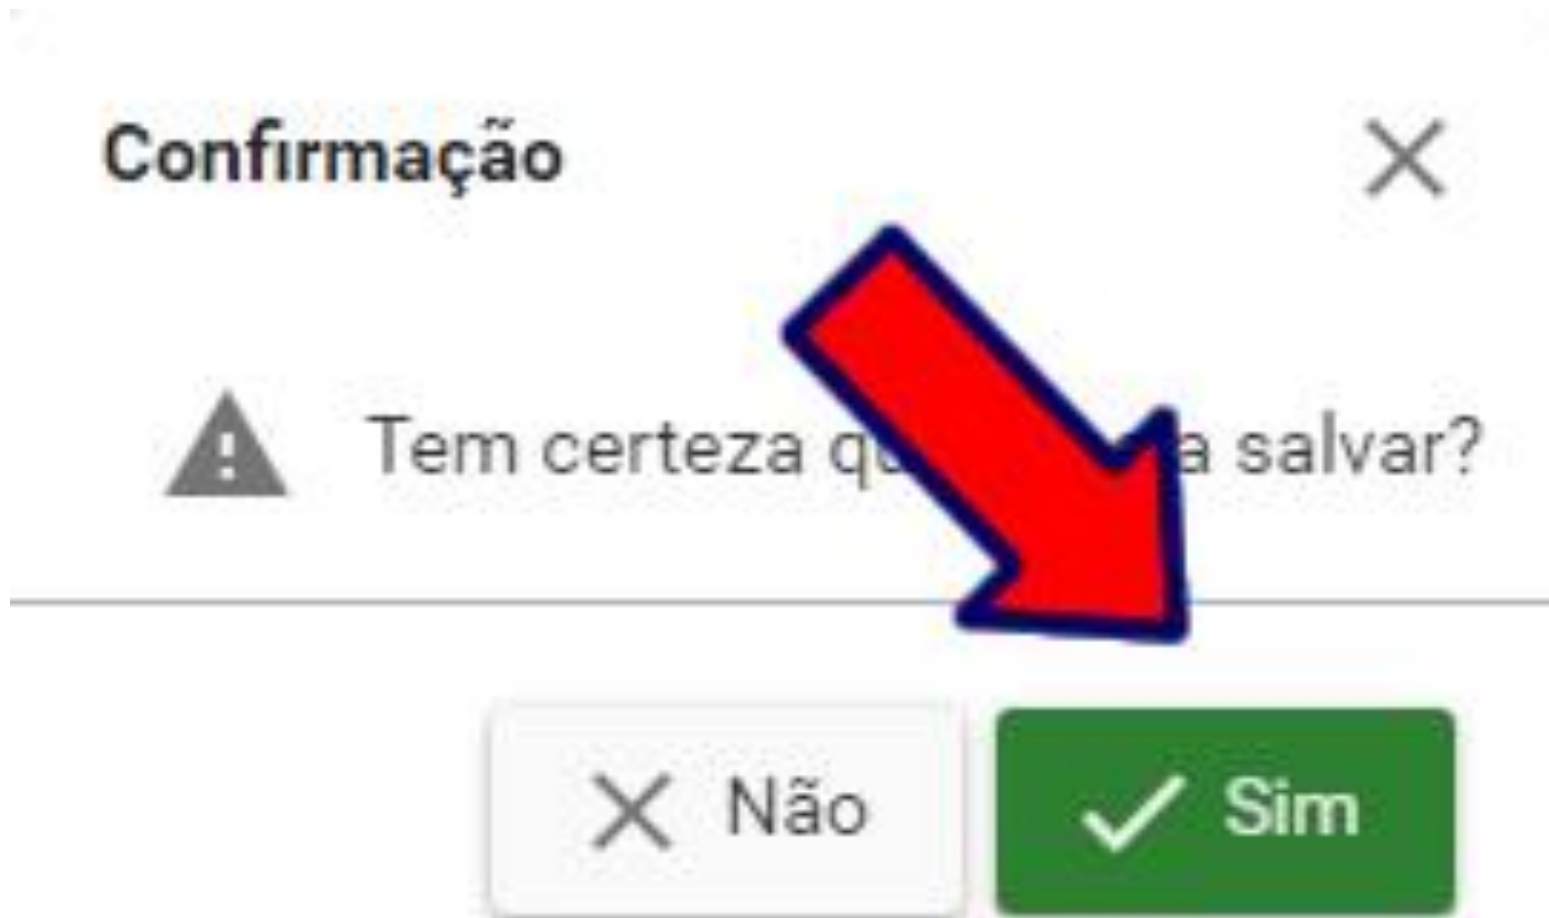 Confirmação
Tem certeza a salvar?
Não
Sim